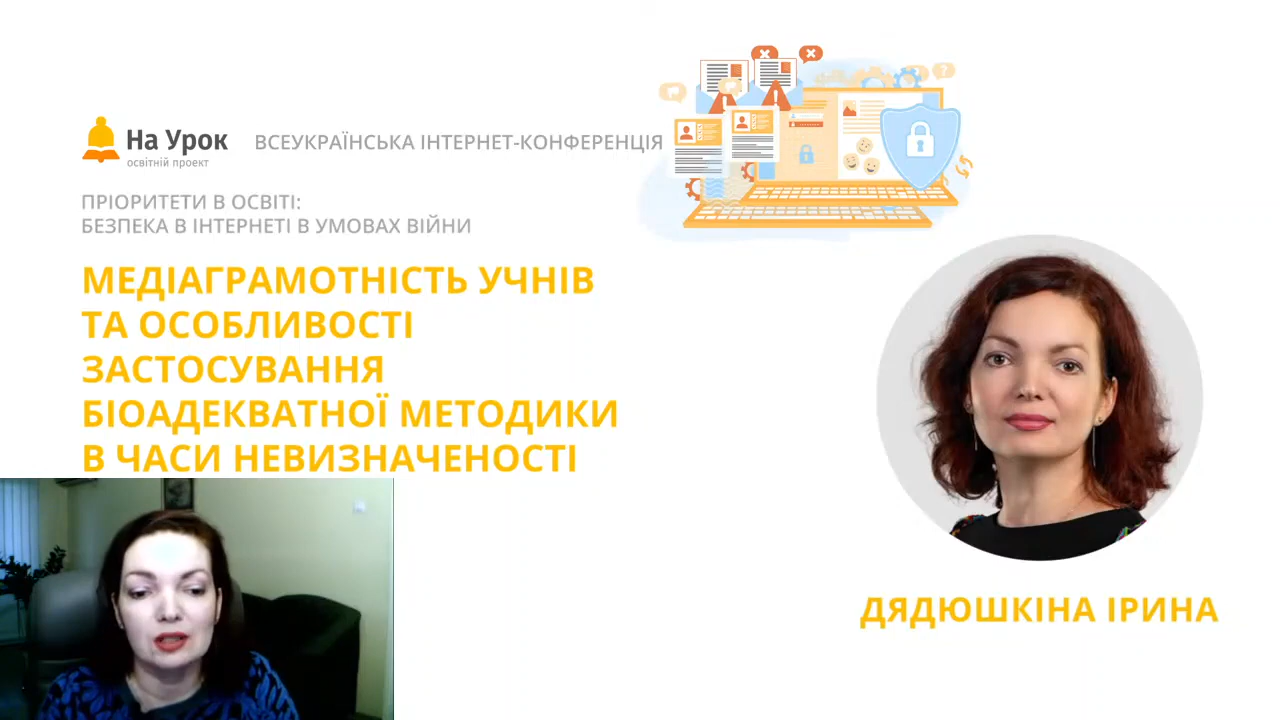 На Урок
освітній проект
ВСЕУКРАЇНСЬКА ІНТЕРНЕТ-КОНФЕРЕНЦІЯ
ПРІОРИТЕТИ В ОСВІТІ:
БЕЗПЕКА В ІНТЕРНЕТІ В УМОВАХ ВІЙНИ
МЕДІАГРАМОТНІСТЬ УЧНІВ
ТА ОСОБЛИВОСТІ
ЗАСТОСУВАННЯ
БІОАДЕКВАТНОЇ МЕТОДИКИ
В ЧАСИ НЕВИЗНАЧЕНОСТІ
ДЯДЮШКІНА ІРИНА